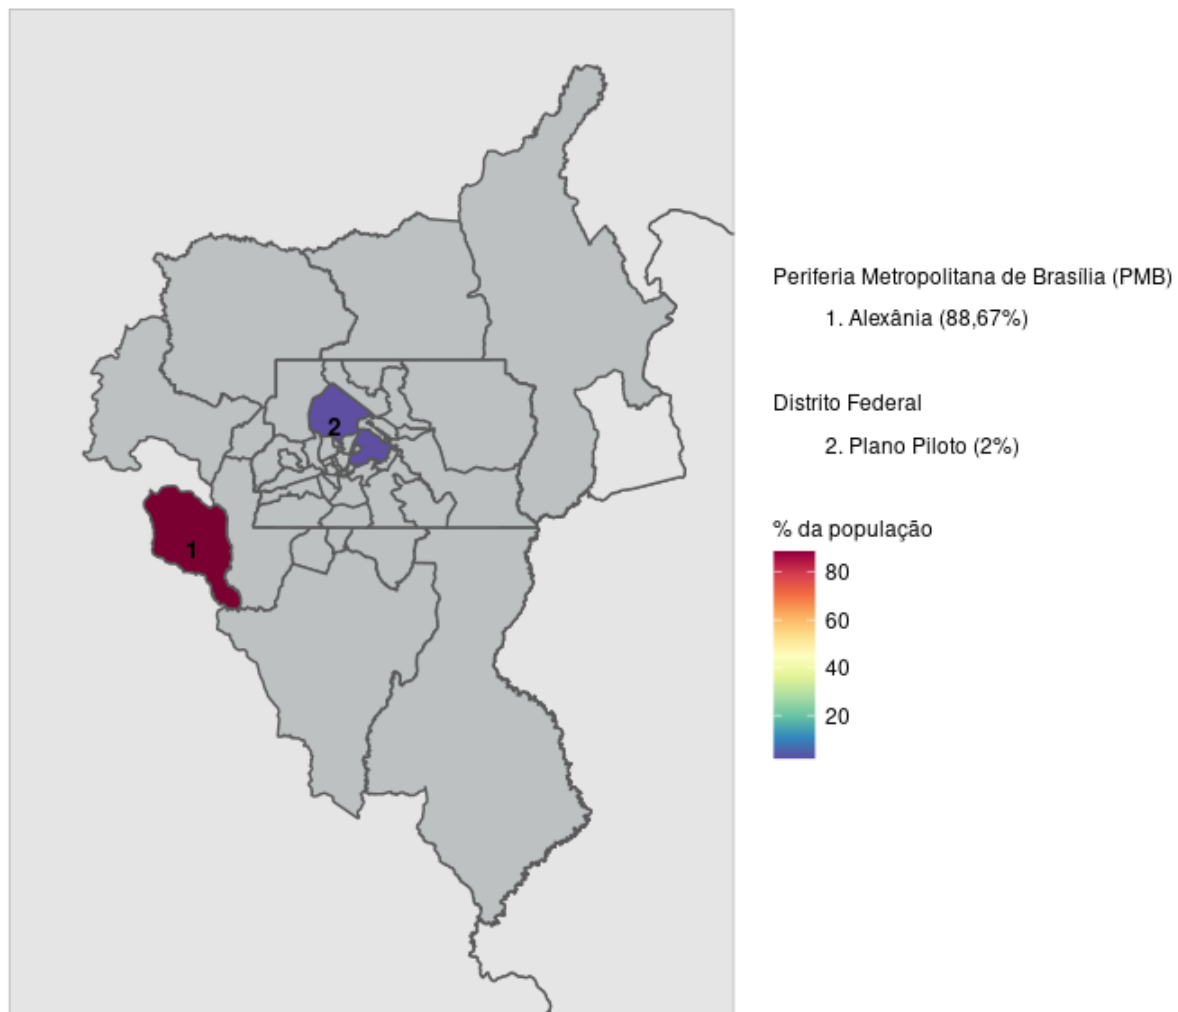 Periferia Metropolitana de Brasília (PMB)
1. Alexânia (88,67%)
Distrito Federal
2. Plano Piloto (2%)
% da população
80
60
40
20
2
1